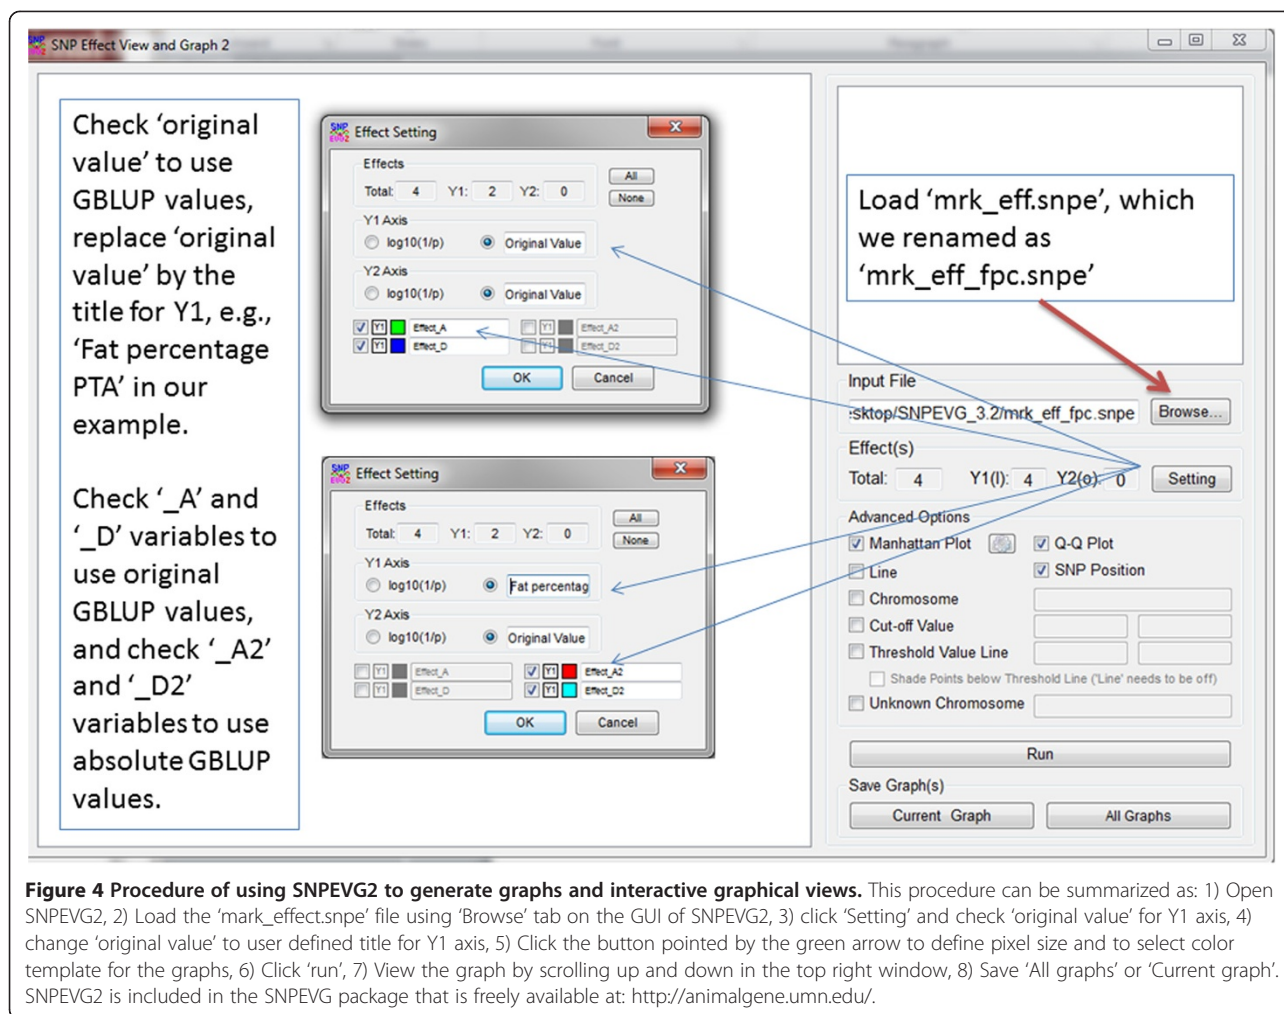 SNP Effect View and Graph 2
Check ‘original
value’ to use
GBLUP values,
replace ‘original
value’ by the
title for Y1, e.g.,
‘Fat percentage
PTA’ in our
example.
Check ‘_A’ and
‘_D’ variables to
use original
GBLUP values,
and check ‘_A2’
and ‘_D2’
variables to use
absolute GBLUP
values.
Effect Setting
Effects
Total: 4 Y1: 2 Y2: 0
All
None
Y1 Axis
log10(1/p) Original Value
Y2 Axis
log10(1/p) Original Value
Y1 Effect_A Y1 Effect_A2
Y1 Effect_D Y1 Effect_D2
OK Cancel
Effect Setting
Effects
Total: 4 Y1: 2 Y2: 0
All
None
Y1 Axis
log10(1/p) Fat percentag
Y2 Axis
log10(1/p) Original Value
Y1 Effect_A Y1 Effect_A2
Y1 Effect_D Y1 Effect_D2
OK Cancel
Load ‘mrk_eff.snpe’, which
we renamed as
‘mrk_eff_fpc.snpe’
Input File
sktop/SNPEVG_3.2/mrk_eff_fpc.snpe Browse...
Effect(s)
Total: 4 Y1(l): 4 Y2(o): 0 Setting
Advanced Options
Manhattan Plot Q-Q Plot
Line SNP Position
Chromosome
Cut-off Value
Threshold Value Line
Shade Points below Threshold Line ('Line' needs to be off)
Unknown Chromosome
Run
Save Graph(s)
Current Graph All Graphs
Figure 4 Procedure of using SNPEVG2 to generate graphs and interactive graphical views. This procedure can be summarized as: 1) Open
SNPEVG2, 2) Load the ‘mark_effect.snpe’ file using ‘Browse’ tab on the GUI of SNPEVG2, 3) click ‘Setting’ and check ‘original value’ for Y1 axis, 4)
change ‘original value’ to user defined title for Y1 axis, 5) Click the button pointed by the green arrow to define pixel size and to select color
template for the graphs, 6) Click ‘run’, 7) View the graph by scrolling up and down in the top right window, 8) Save ‘All graphs’ or ‘Current graph’.
SNPEVG2 is included in the SNPEVG package that is freely available at: http://animalgene.umn.edu/.